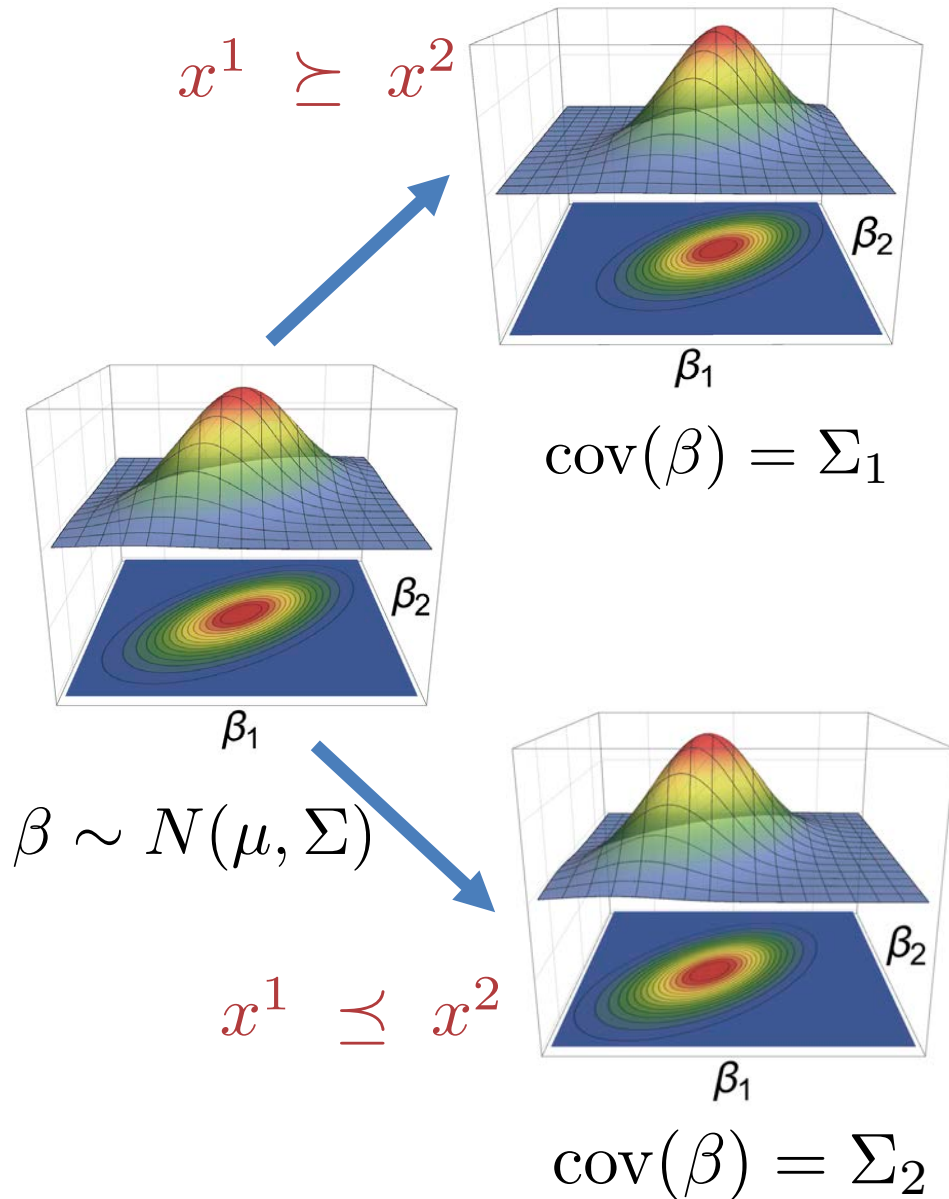 x¹ ⪰ x²
β₂
β₁
cov(β) = Σ₁
β₂
β₁
β ∼ N(μ, Σ)
x¹ ⪯ x²
β₂
β₁
cov(β) = Σ₂